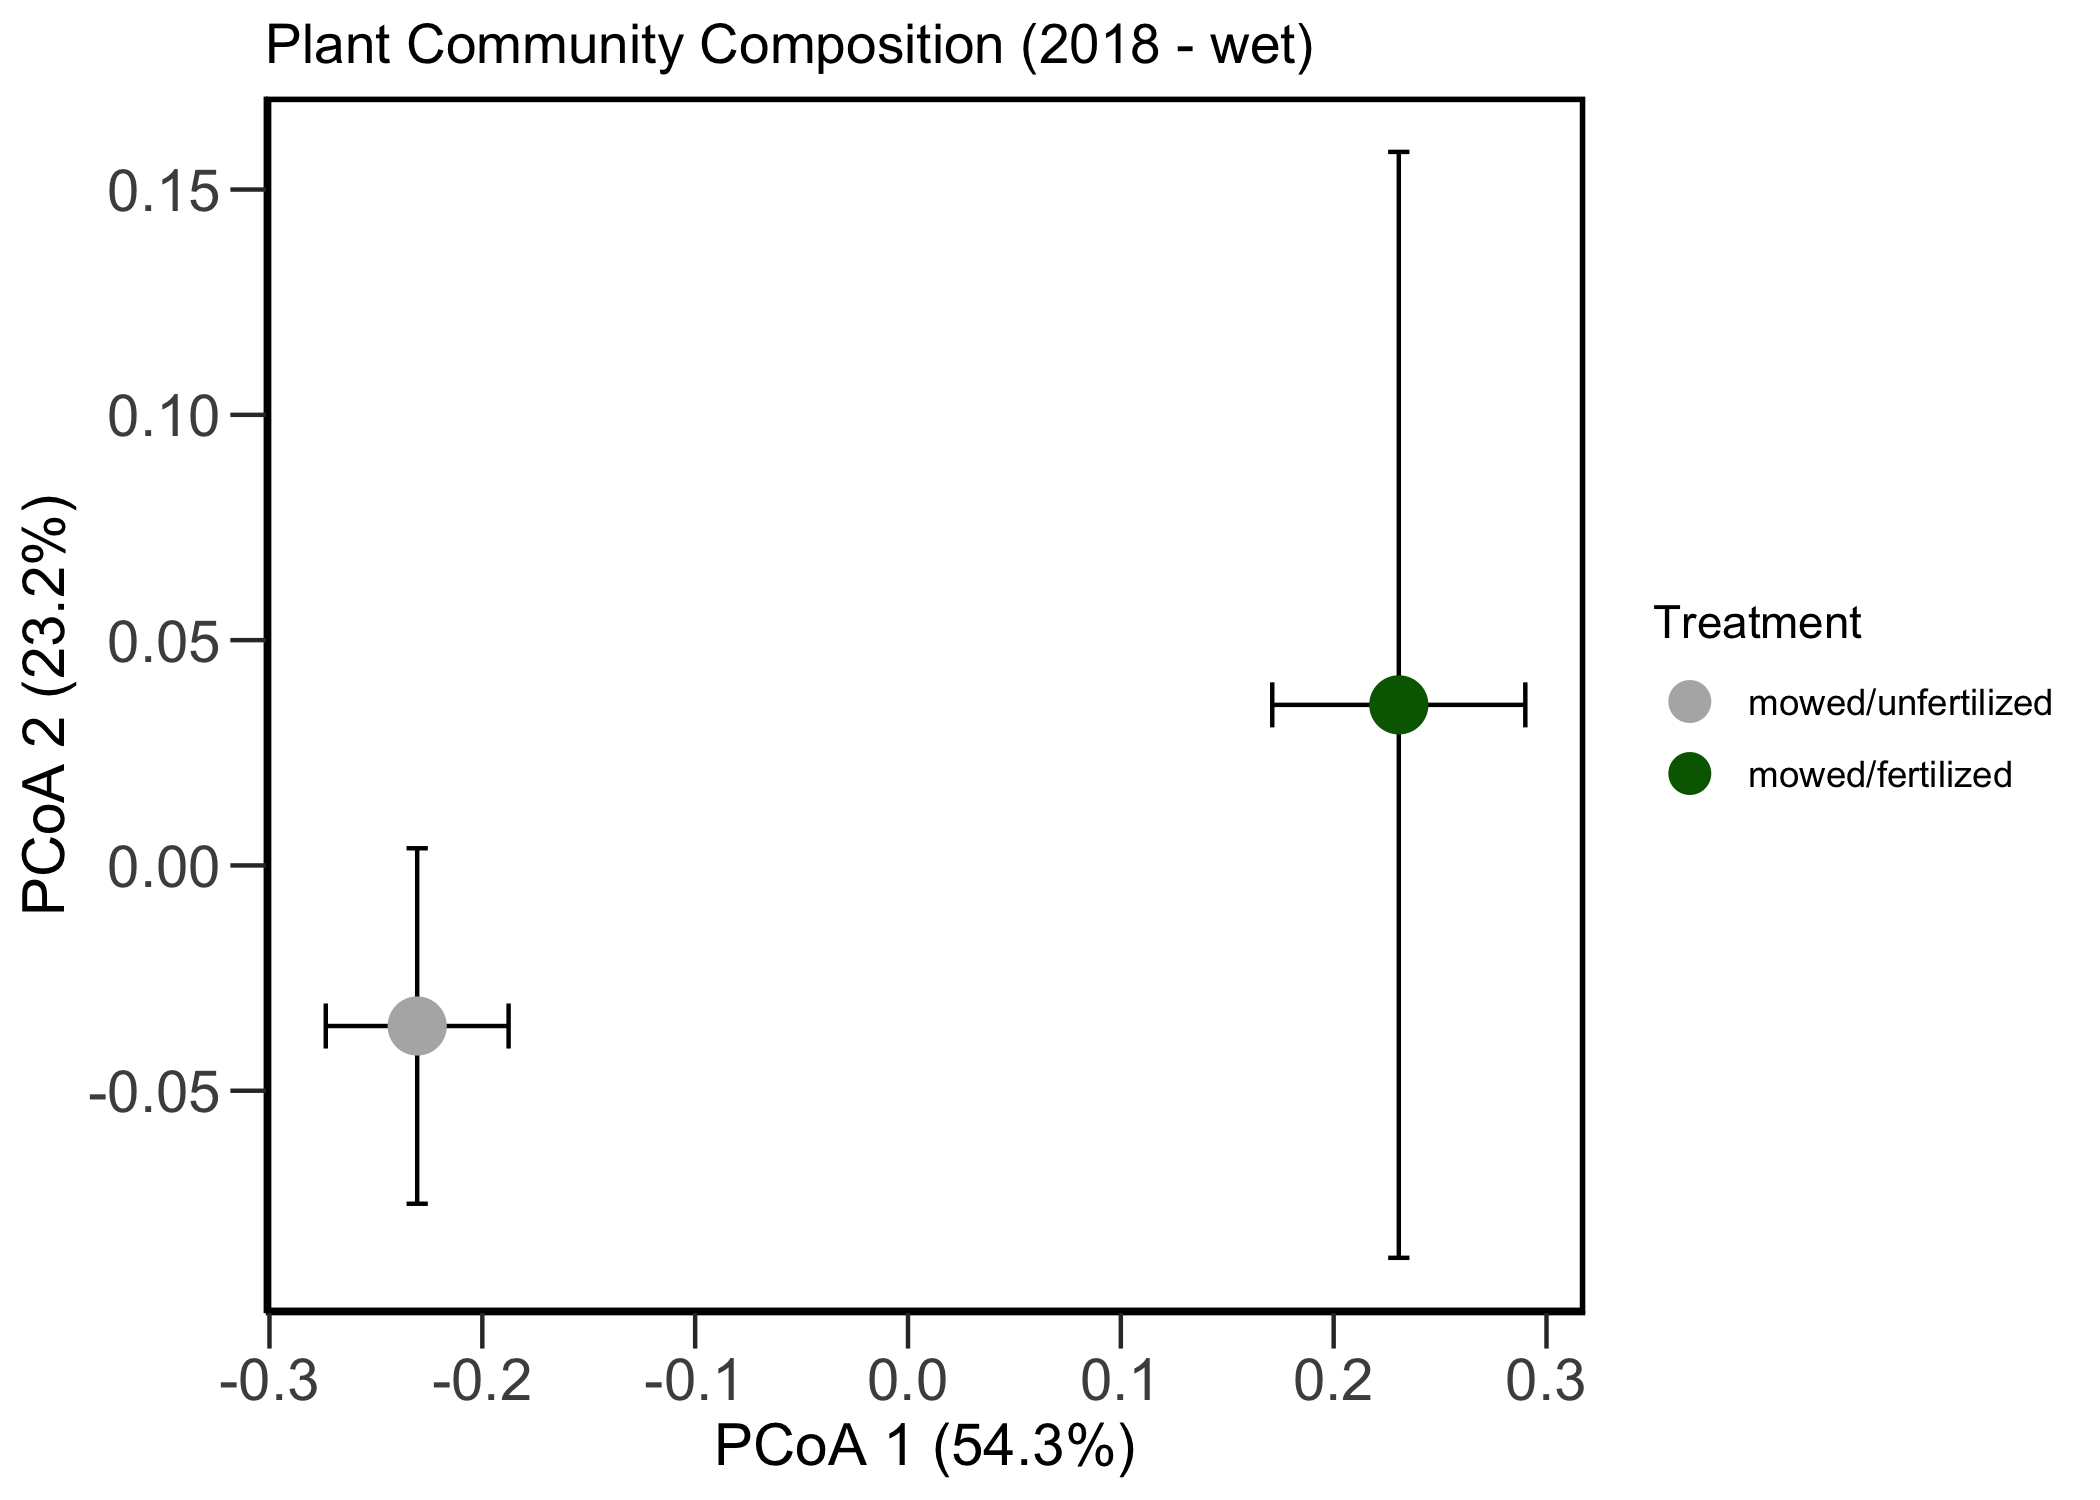 Plant Community Composition (2018 - wet)
0.15
0.10
0.05
0.00
-0.05
PCoA 2 (23.2%)
-0.3 -0.2 -0.1 0.0 0.1 0.2 0.3
PCoA 1 (54.3%)
Treatment
mowed/unfertilized
mowed/fertilized